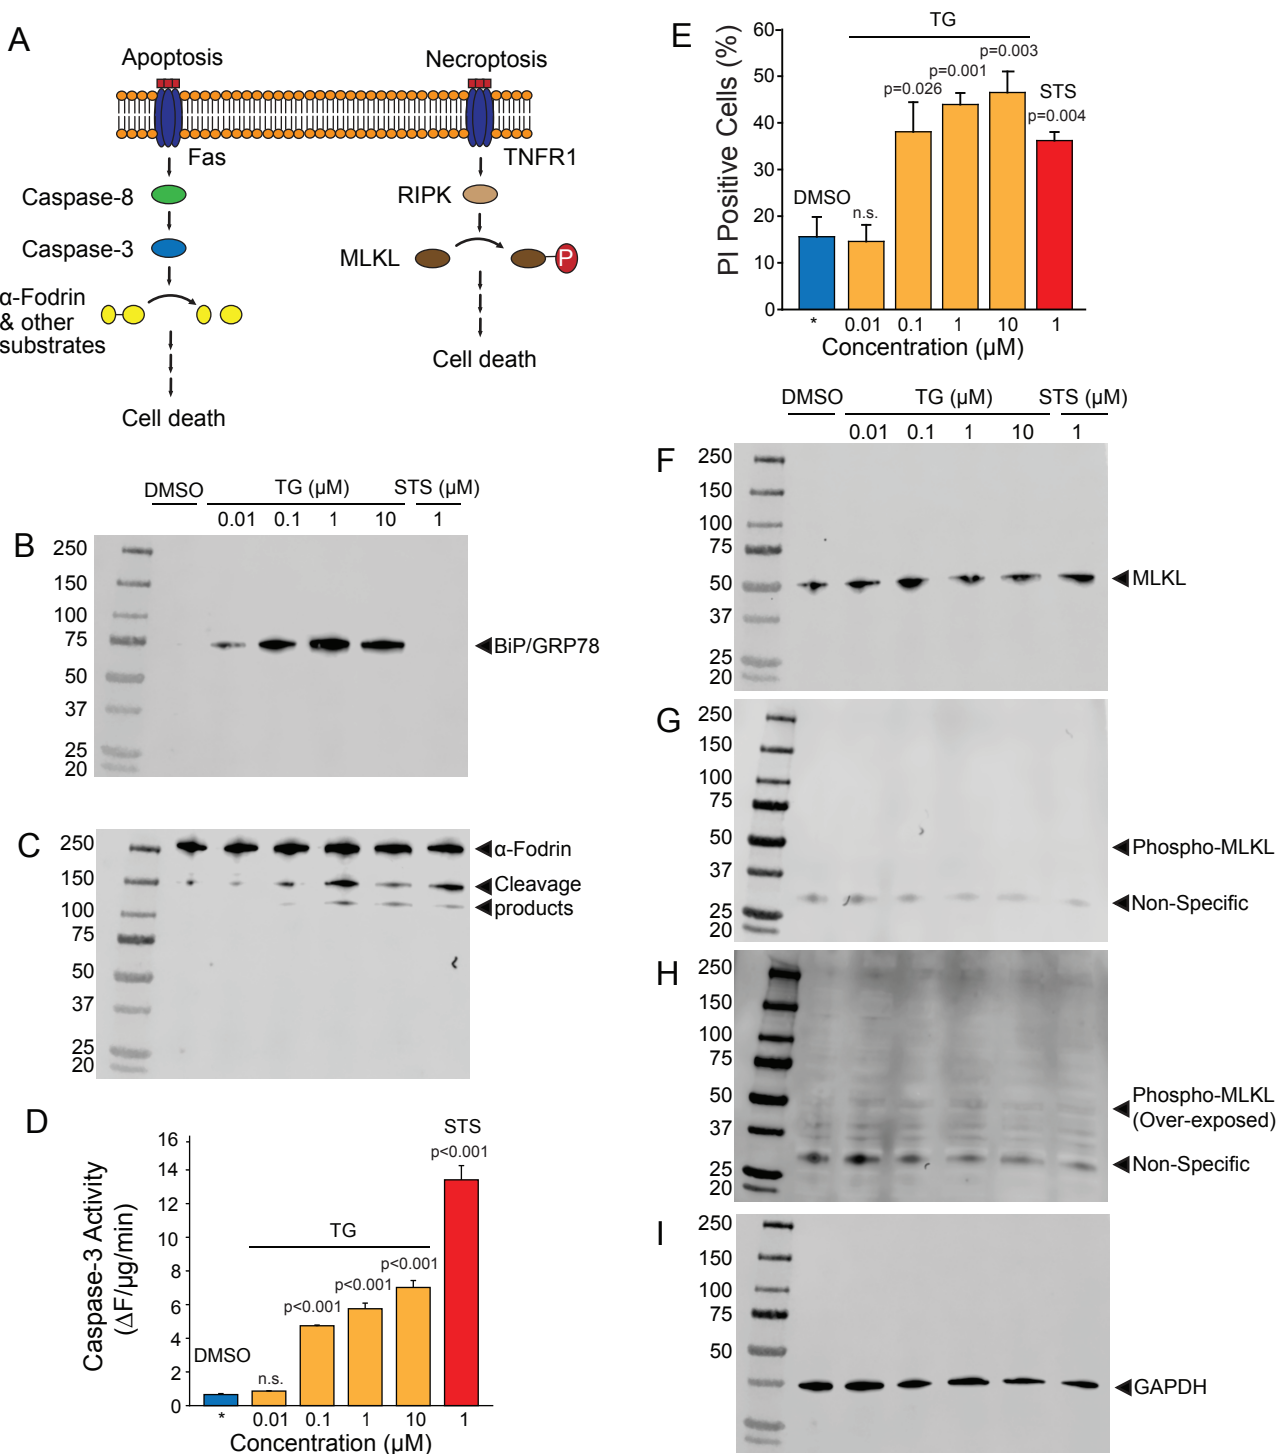 A
Apoptosis
Necroptosis
Fas
TNFR1
Caspase-8
RIPK
Caspase-3
MLKL
P
α-Fodrin
& other
substrates
Cell death
Cell death
B
DMSO
TG (µM)
STS (µM)
0.01
0.1
1
10
1
250
150
100
75
50
37
25
20
BiP/GRP78
C
250
150
100
75
50
37
25
20
α-Fodrin
Cleavage
products
D
Caspase-3 Activity
(ΔF/µg/min)
16
14
12
10
8
6
4
2
0
STS
p<0.001
TG
p<0.001
p<0.001
p<0.001
DMSO
n.s.
*
0.01
0.1
1
10
1
Concentration (µM)
E
PI Positive Cells (%)
60
50
40
30
20
10
0
TG
p=0.003
p=0.001
p=0.026
STS
p=0.004
DMSO
n.s.
*
0.01
0.1
1
10
1
Concentration (µM)
DMSO
TG (µM)
STS (µM)
0.01
0.1
1
10
1
F
250
150
100
75
50
37
25
20
MLKL
G
250
150
100
75
50
37
25
20
Phospho-MLKL
Non-Specific
H
250
150
100
75
50
37
25
20
Phospho-MLKL
(Over-exposed)
Non-Specific
I
250
150
100
75
50
GAPDH